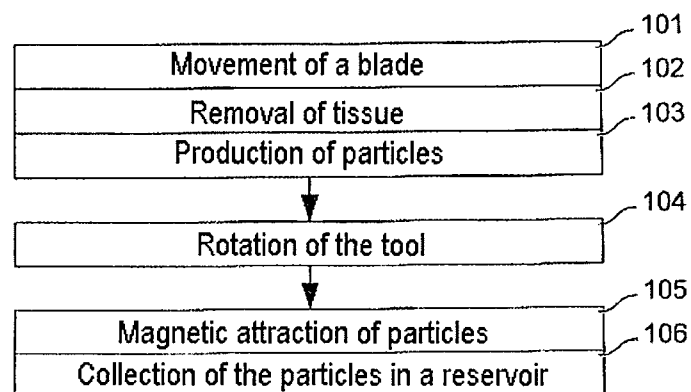 101
Movement of a blade
102
Removal of tissue
103
Production of particles
104
Rotation of the tool
105
Magnetic attraction of particles
106
Collection of the particles in a reservoir